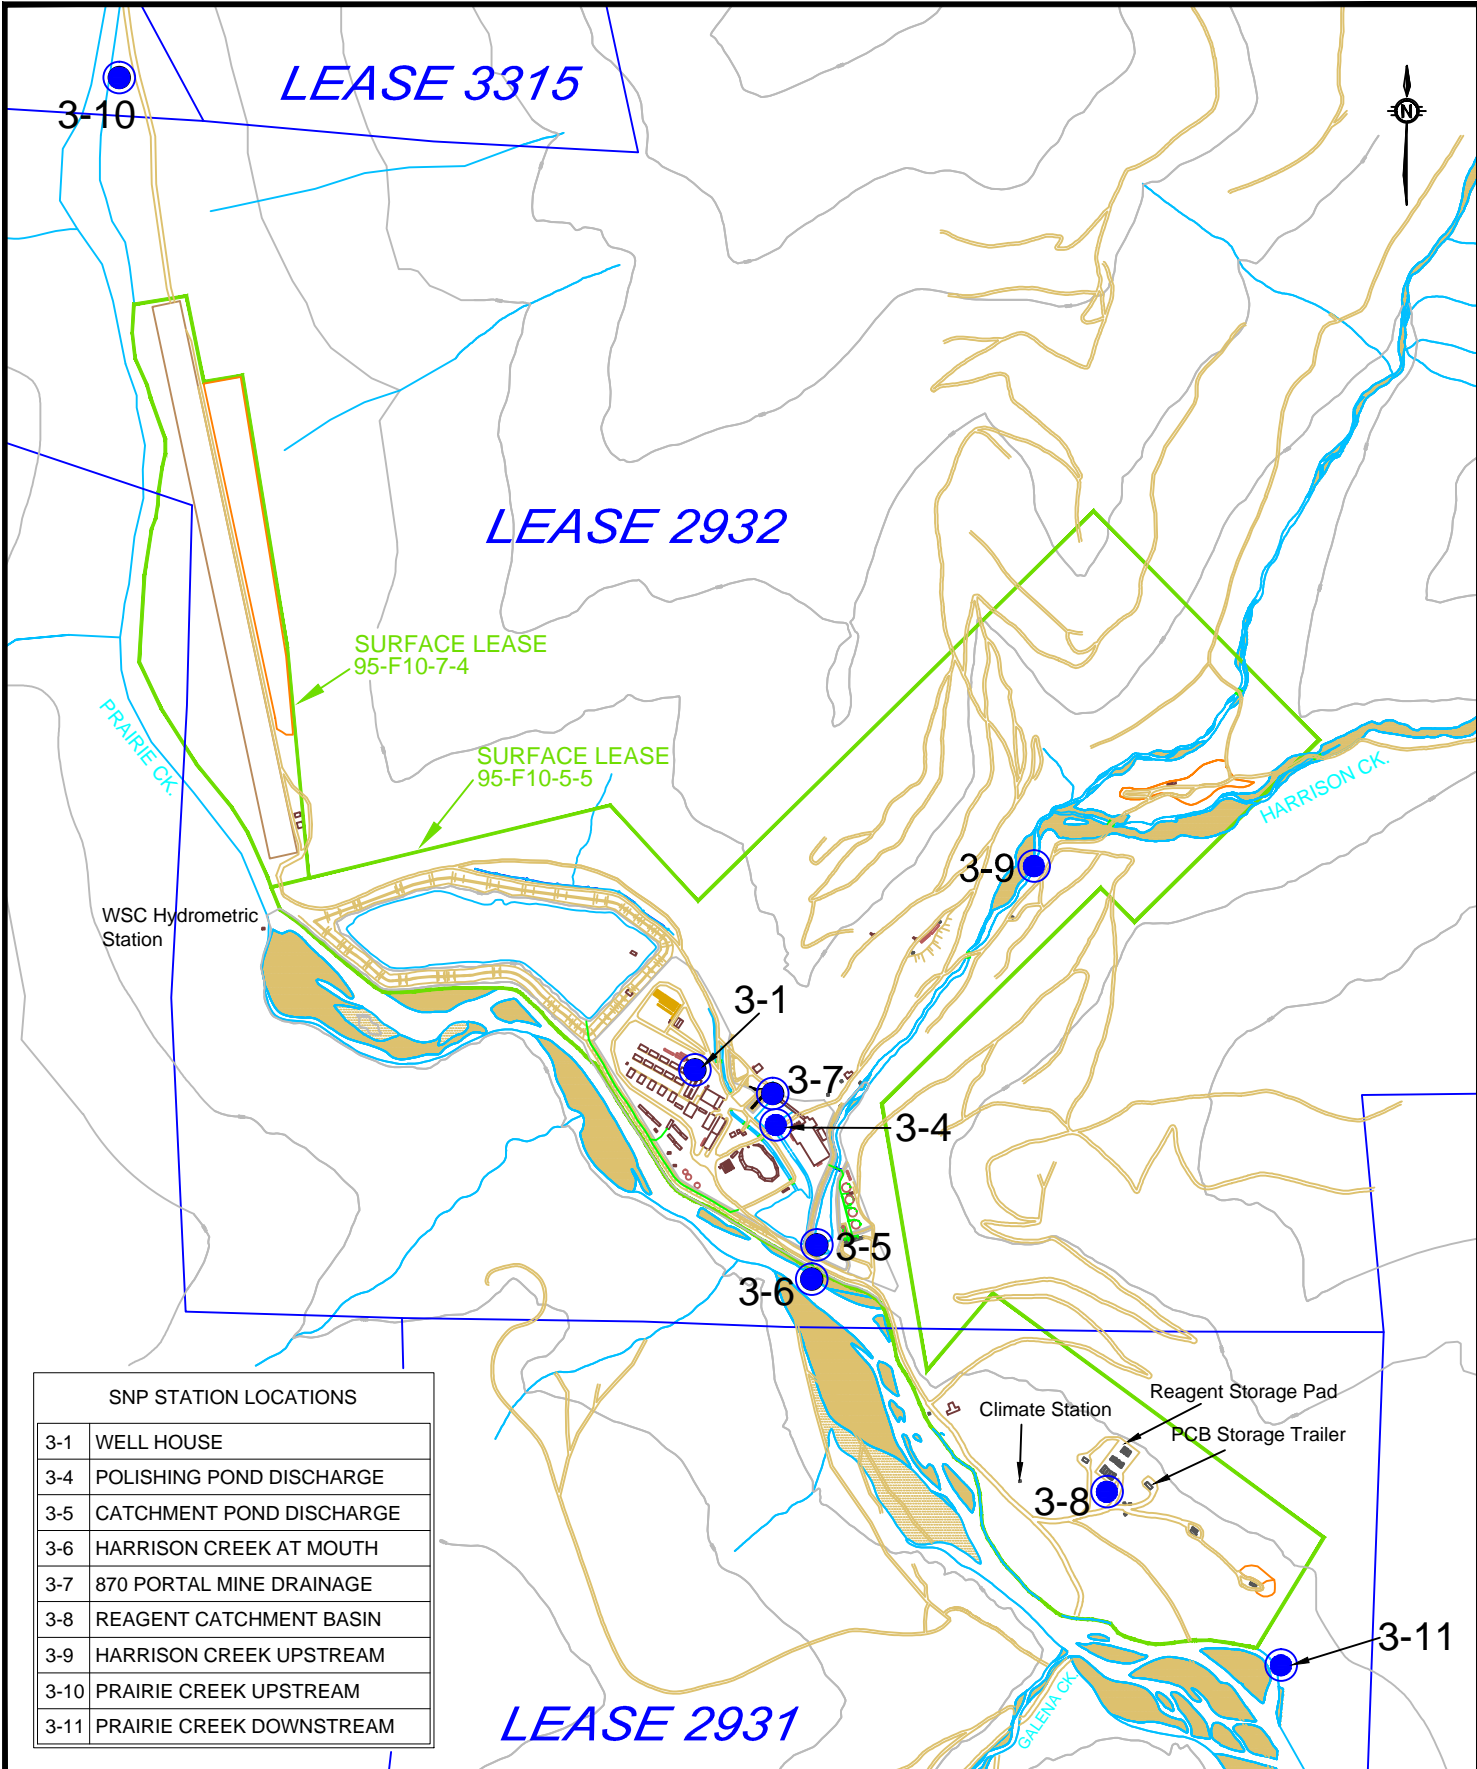 LEASE 3315
3-10
N
LEASE 2932
SURFACE LEASE
95-F10-7-4
PRAIRIE CK.
SURFACE LEASE
95-F10-5-5
HARRISON CK.
3-9
WSC Hydrometric
Station
3-1
3-7
3-4
3-5
3-6
Reagent Storage Pad
Climate Station
PCB Storage Trailer
3-8
3-11
GALENA CK.
LEASE 2931
SNP STATION LOCATIONS
3-1 WELL HOUSE
3-4 POLISHING POND DISCHARGE
3-5 CATCHMENT POND DISCHARGE
3-6 HARRISON CREEK AT MOUTH
3-7 870 PORTAL MINE DRAINAGE
3-8 REAGENT CATCHMENT BASIN
3-9 HARRISON CREEK UPSTREAM
3-10 PRAIRIE CREEK UPSTREAM
3-11 PRAIRIE CREEK DOWNSTREAM